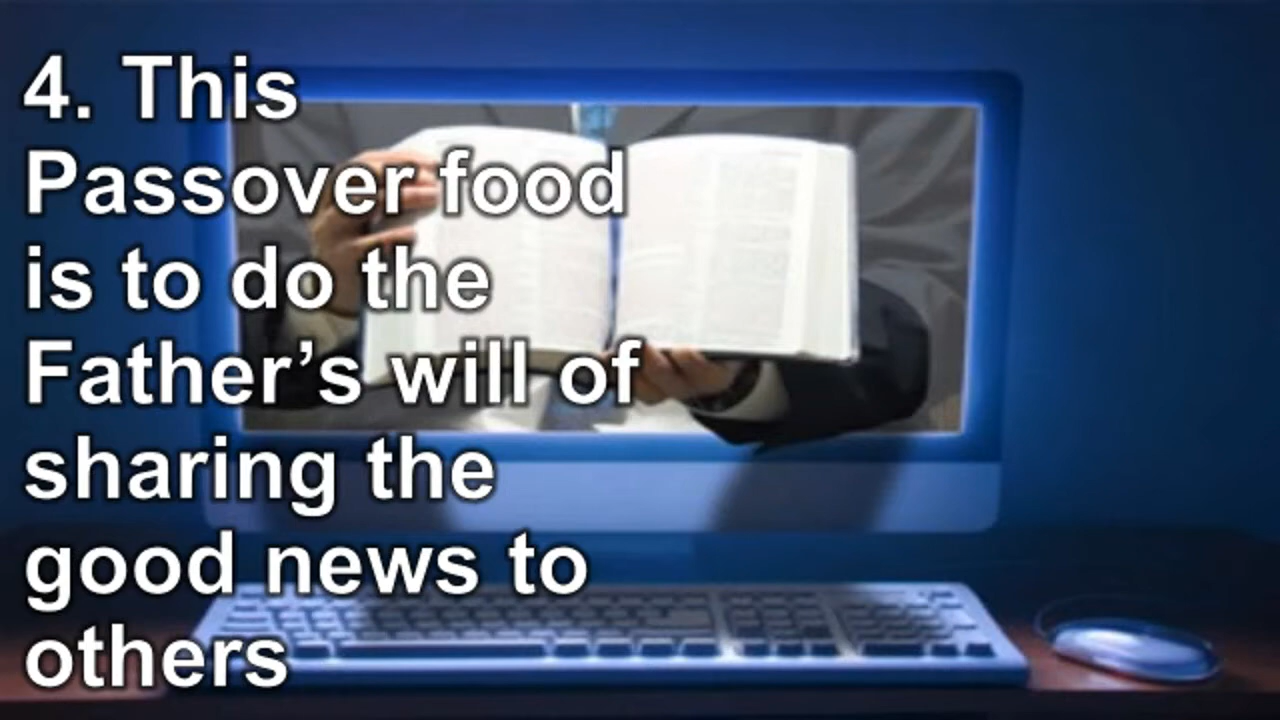 4. This
Passover food
is to do the
Father’s will of
sharing the
good news to
others